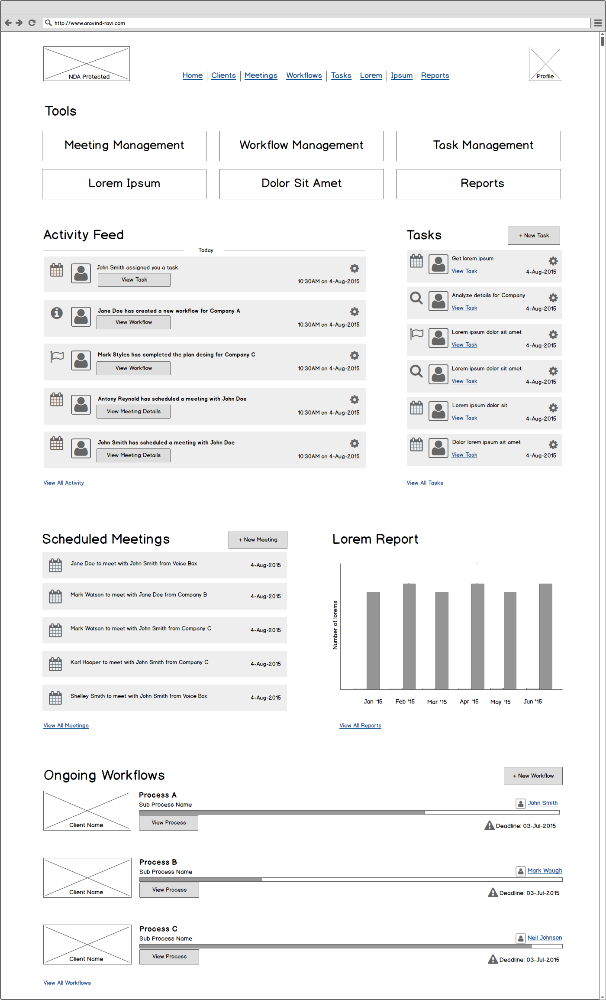 http://www.aravind-ravi.com
NDA Protected
Home
Clients
Meetings
Workflows
Tasks
Lorem
Ipsum
Reports
Profile
Tools
Meeting Management
Workflow Management
Task Management
Lorem Ipsum
Dolor Sit Amet
Reports
Activity Feed
Today
John Smith assigned you a task
View Task
10:30AM on 4-Aug-2015
Jane Doe has created a new workflow for Company A
View Workflow
10:30AM on 4-Aug-2015
Mark Styles has completed the plan desing for Company C
View Workflow
10:30AM on 4-Aug-2015
Antony Reynold has scheduled a meeting with John Doe
View Meeting Details
10:30AM on 4-Aug-2015
John Smith has scheduled a meeting with John Doe
View Meeting Details
10:30AM on 4-Aug-2015
View All Activity
Tasks
+ New Task
Get lorem ipsum
View Task
4-Aug-2015
Analyze details for Company
View Task
4-Aug-2015
Lorem ipsum dolor sit amet
View Task
4-Aug-2015
Lorem ipsum dolor sit amet
View Task
4-Aug-2015
Lorem ipsum dolor sit
View Task
4-Aug-2015
Dolor lorem ipsum sit amet
View Task
4-Aug-2015
View All Tasks
Scheduled Meetings
+ New Meeting
Jane Doe to meet with John Smith from Voice Box
4-Aug-2015
Mark Watson to meet with Jane Doe from Company B
4-Aug-2015
Mark Watson to meet with John Smith from Company C
4-Aug-2015
Karl Hooper to meet with John Smith from Company C
4-Aug-2015
Shelley Smith to meet with John Smith from Voice Box
4-Aug-2015
View All Meetings
Lorem Report
Number of lorems
Jan '15
Feb '15
Mar '15
Apr '15
May '15
Jun '15
View All Reports
Ongoing Workflows
+ New Workflow
Client Name
Process A
Sub Process Name
John Smith
View Process
Deadline: 03-Jul-2015
Client Name
Process B
Sub Process Name
Mark Waugh
View Process
Deadline: 03-Jul-2015
Client Name
Process C
Sub Process Name
Neil Johnson
View Process
Deadline: 03-Jul-2015
View All Workflows